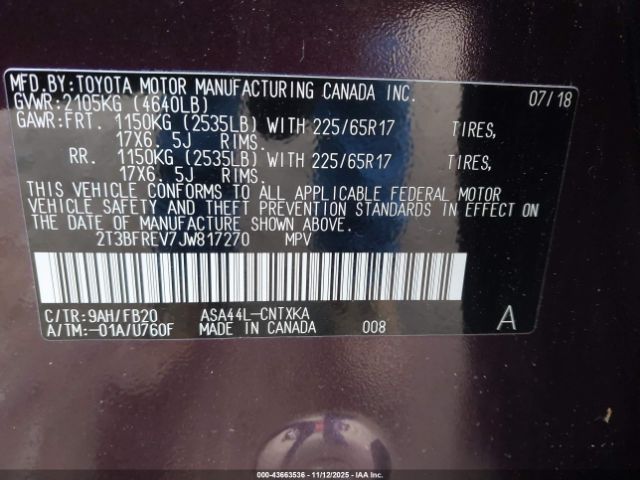 MFD.BY:TOYOTA MOTOR MANUFACTURING CANADA INC. 07/18
GVWR:2105KG (4640LB)
GAWR:FRT. 1150KG (2535LB) WITH 225/65R17 TIRES,
17X6. 5J RIMS.
RR. 1150KG (2535LB) WITH 225/65R17 TIRES,
17X6. 5J RIMS.
THIS VEHICLE CONFORMS TO ALL APPLICABLE FEDERAL MOTOR
VEHICLE SAFETY AND THEFT PREVENTION STANDARDS IN EFFECT ON
THE DATE OF MANUFACTURE SHOWN ABOVE.
2T3BFREV7JW817270 MPV
C/TR:9AH/FB20 ASA44L-CNTXKA A
A/TM:-01A/U760F MADE IN CANADA 008
000-43663536 - 11/12/2025 - IAA Inc.